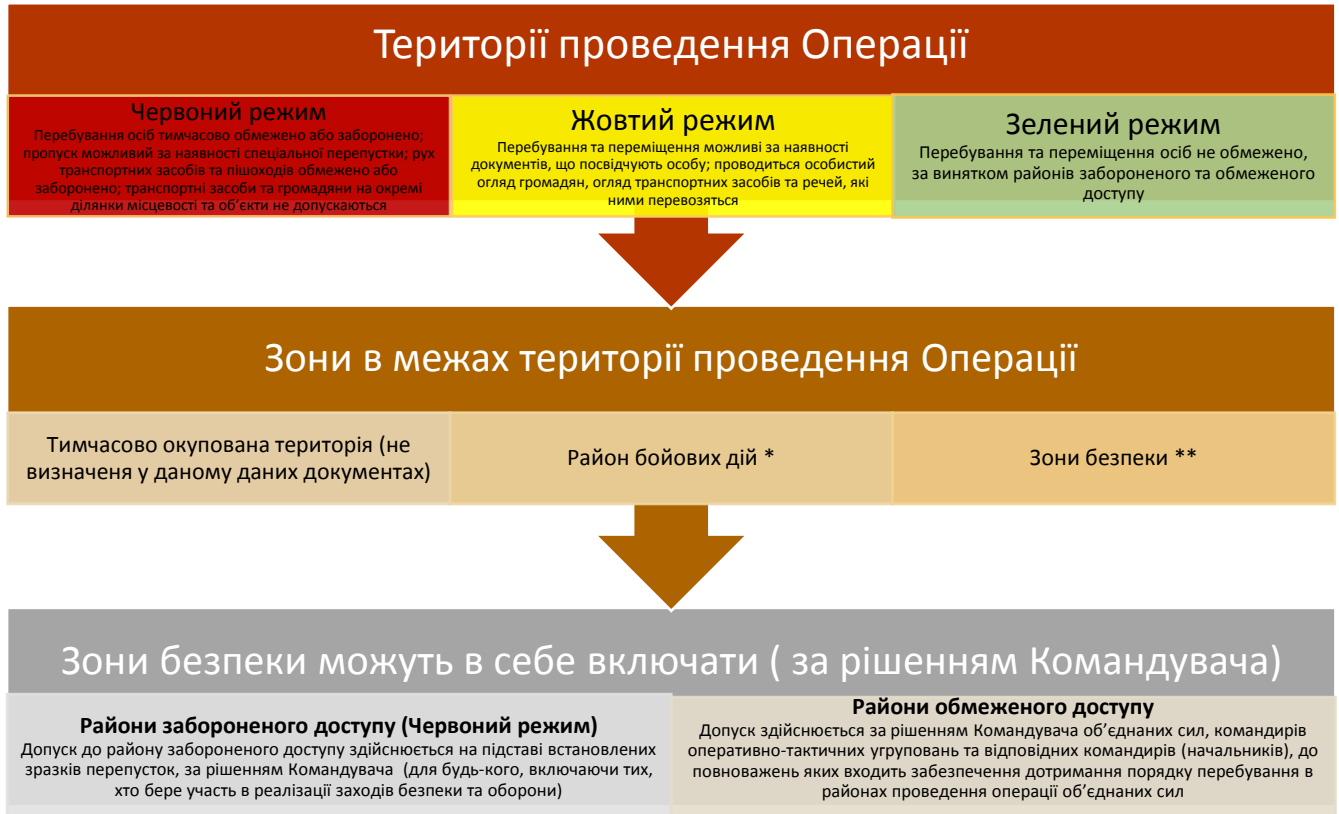 Території проведення Операції
Червоний режим
Перебування осіб тимчасово обмежено або заборонено;
пропуск можливий за наявності спеціальної перепустки; рух
транспортних засобів та пішоходів обмежено або
заборонено; транспортні засоби та громадяни на окремі
ділянки місцевості та об’єкти не допускаються
Жовтий режим
Перебування та переміщення можливі за наявності
документів, що посвідчують особу; проводиться особистий
огляд громадян, огляд транспортних засобів та речей, які
ними перевозяться
Зелений режим
Перебування та переміщення осіб не обмежено,
за винятком районів забороненого та обмеженого
доступу
Зони в межах території проведення Операції
Тимчасово окупована територія (не
визначеня у даному даних документах)
Район бойових дій *
Зони безпеки **
Зони безпеки можуть в себе включати ( за рішенням Командувача)
Райони забороненого доступу (Червоний режим)
Допуск до району забороненого доступу здійснюється на підставі встановлених
зразків перепусток, за рішенням Командувача (для будь-кого, включаючи тих,
хто бере участь в реалізації заходів безпеки та оборони)
Райони обмеженого доступу
Допуск здійснюється за рішенням Командувача об’єднаних сил, командирів
оперативно-тактичних угруповань та відповідних командирів (начальників), до
повноважень яких входить забезпечення дотримання порядку перебування в
районах проведення операції об’єднаних сил